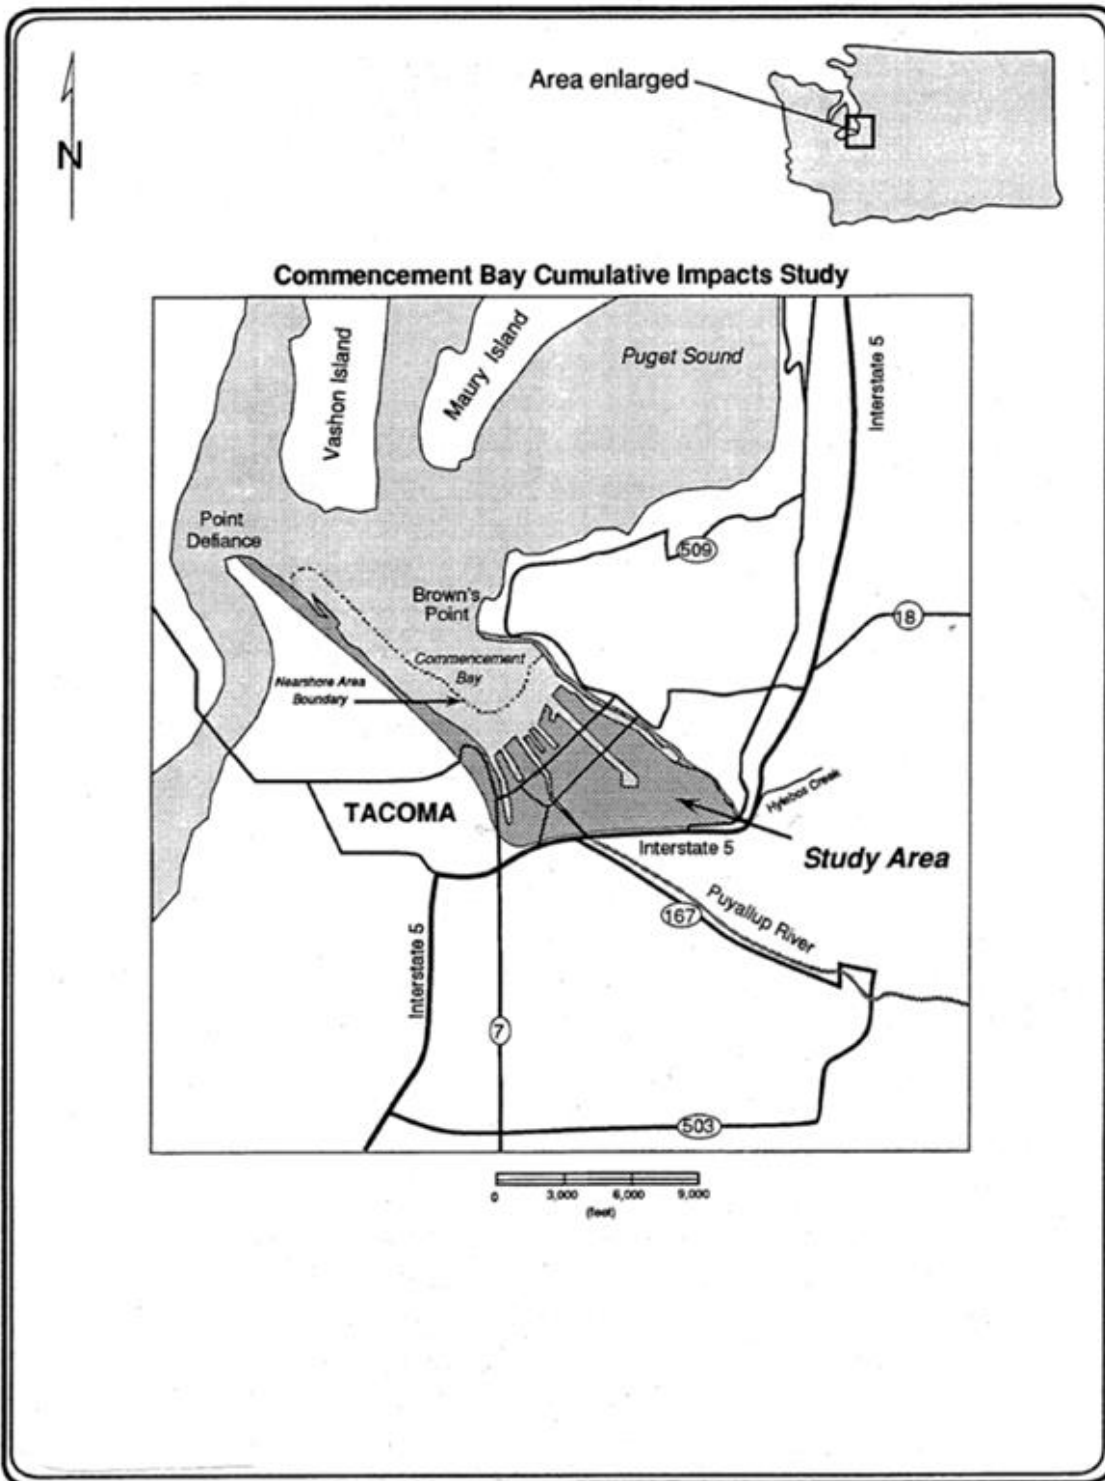 Area enlarged
N
Commencement Bay Cumulative Impacts Study
Vashon Island
Maury Island
Puget Sound
Interstate 5
Point
Defiance
509
Brown's
Point
18
Commencement
Bay
Nearshore Area
Boundary
Hylebos Creek
TACOMA
Interstate 5
Study Area
Puyallup River
167
Interstate 5
7
503
0 3,000 6,000 9,000
(feet)